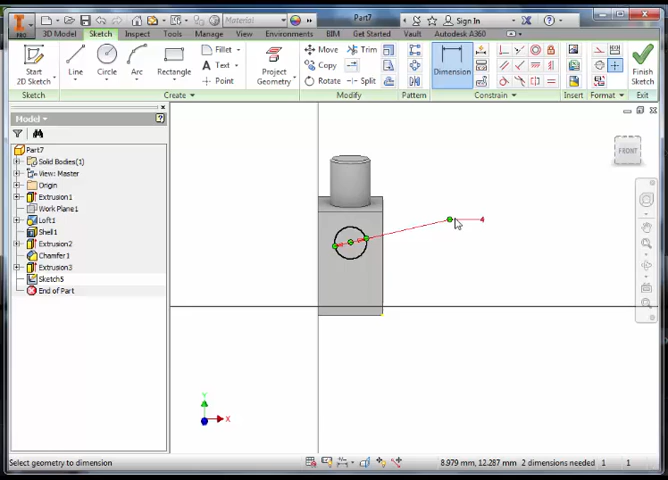 PRO
Material
Part7
Sign In
3D Model
Sketch
Inspect
Tools
Manage
View
Environments
BIM
Get Started
Vault
Autodesk A360
Start
2D Sketch
Line
Circle
Arc
Rectangle
Fillet
Text
Point
Project
Geometry
Move
Trim
Copy
Rotate
Split
Dimension
Finish
Sketch
Sketch
Create
Modify
Pattern
Constrain
Insert
Format
Exit
Model
Part7
Solid Bodies(1)
View: Master
Origin
Extrusion1
Work Plane1
Loft1
Shell1
Extrusion2
Chamfer1
Extrusion3
Sketch5
End of Part
FRONT
4
Y
X
Select geometry to dimension
8.979 mm, 12.287 mm
2 dimensions needed
1
1